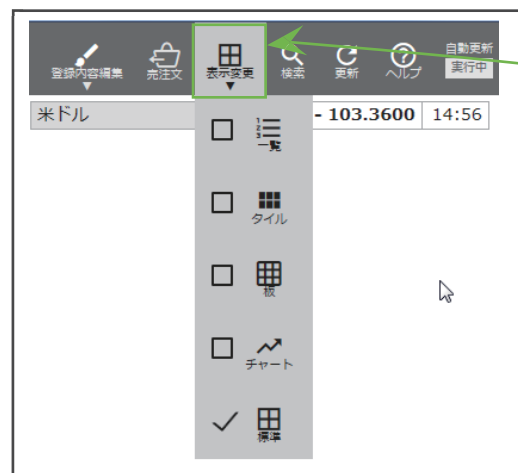 登録内容編集
▼
売注文
表示変更
▼
検索
更新
ヘルプ
自動更新
実行中
米ドル - 103.3600 14:56
一覧
タイル
板
チャート
標準